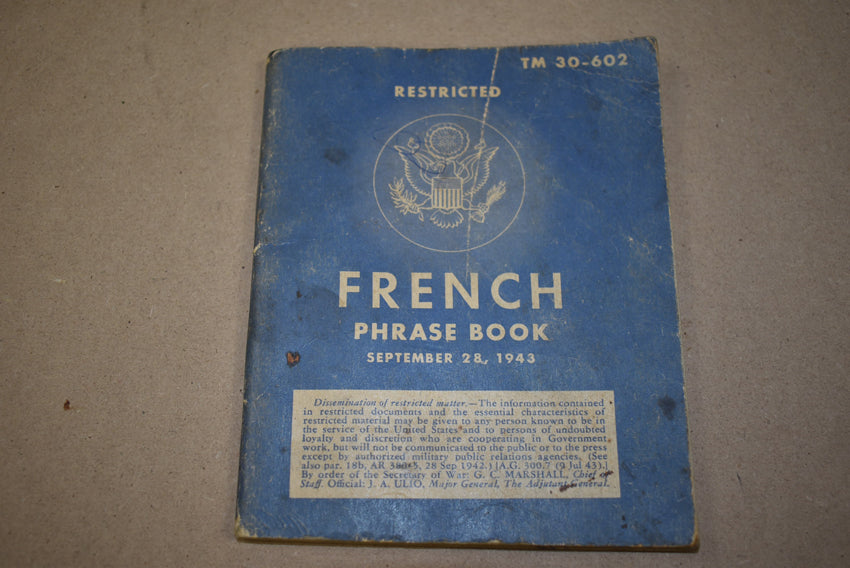 TM 30-602
RESTRICTED
FRENCH
PHRASE BOOK
SEPTEMBER 28, 1943
Dissemination of restricted matter.—The information contained
in restricted documents and the essential characteristics of
restricted material may be given to any person known to be in
the service of the United States and to persons of undoubted
loyalty and discretion who are cooperating in Government
work, but will not be communicated to the public or to the press
except by authorized military public relations agencies. (See
also par. 18b, AR 380-5, 28 Sep 1942.) [A.G. 300.7 (9 Jul 43).]
By order of the Secretary of War: G. C. MARSHALL, Chief of
Staff. Official: J. A. ULIO, Major General, The Adjutant General.